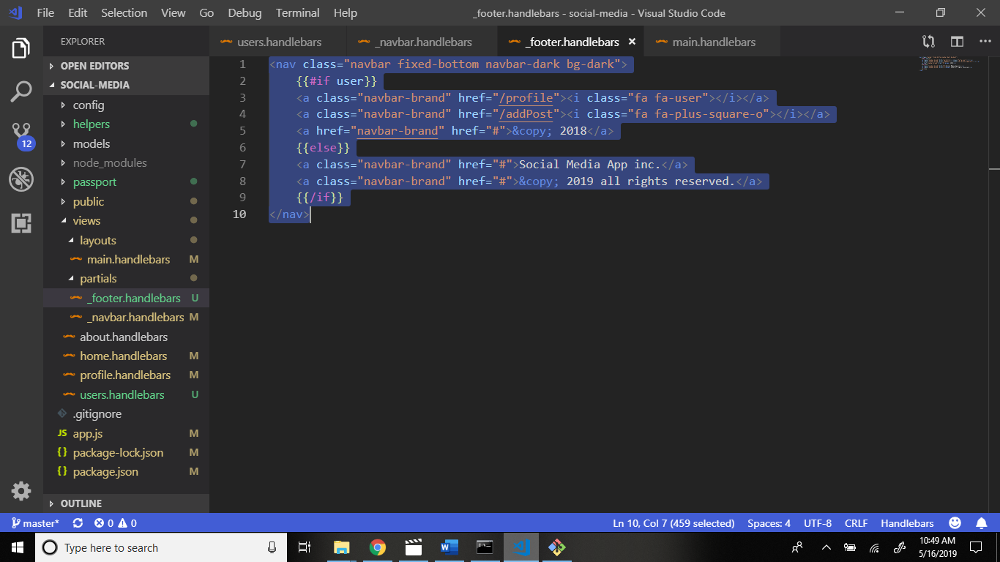 File Edit Selection View Go Debug Terminal Help
_footer.handlebars - social-media - Visual Studio Code
EXPLORER
OPEN EDITORS
SOCIAL-MEDIA
config
helpers
models
node_modules
passport
public
views
layouts
main.handlebars M
partials
_footer.handlebars U
_navbar.handlebars M
about.handlebars
home.handlebars M
profile.handlebars M
users.handlebars U
.gitignore
JS app.js M
{} package-lock.json M
{} package.json M
OUTLINE
12
users.handlebars _navbar.handlebars _footer.handlebars × main.handlebars
1 <nav class="navbar fixed-bottom navbar-dark bg-dark">
2 {{#if user}}
3 <a class="navbar-brand" href="/profile"><i class="fa fa-user"></i></a>
4 <a class="navbar-brand" href="/addPost"><i class="fa fa-plus-square-o"></i></a>
5 <a href="navbar-brand" href="#">&copy; 2018</a>
6 {{else}}
7 <a class="navbar-brand" href="#">Social Media App inc.</a>
8 <a class="navbar-brand" href="#">&copy; 2019 all rights reserved.</a>
9 {{/if}}
10 </nav>
master* 0 0 Ln 10, Col 7 (459 selected) Spaces: 4 UTF-8 CRLF Handlebars
Type here to search
10:49 AM
5/16/2019